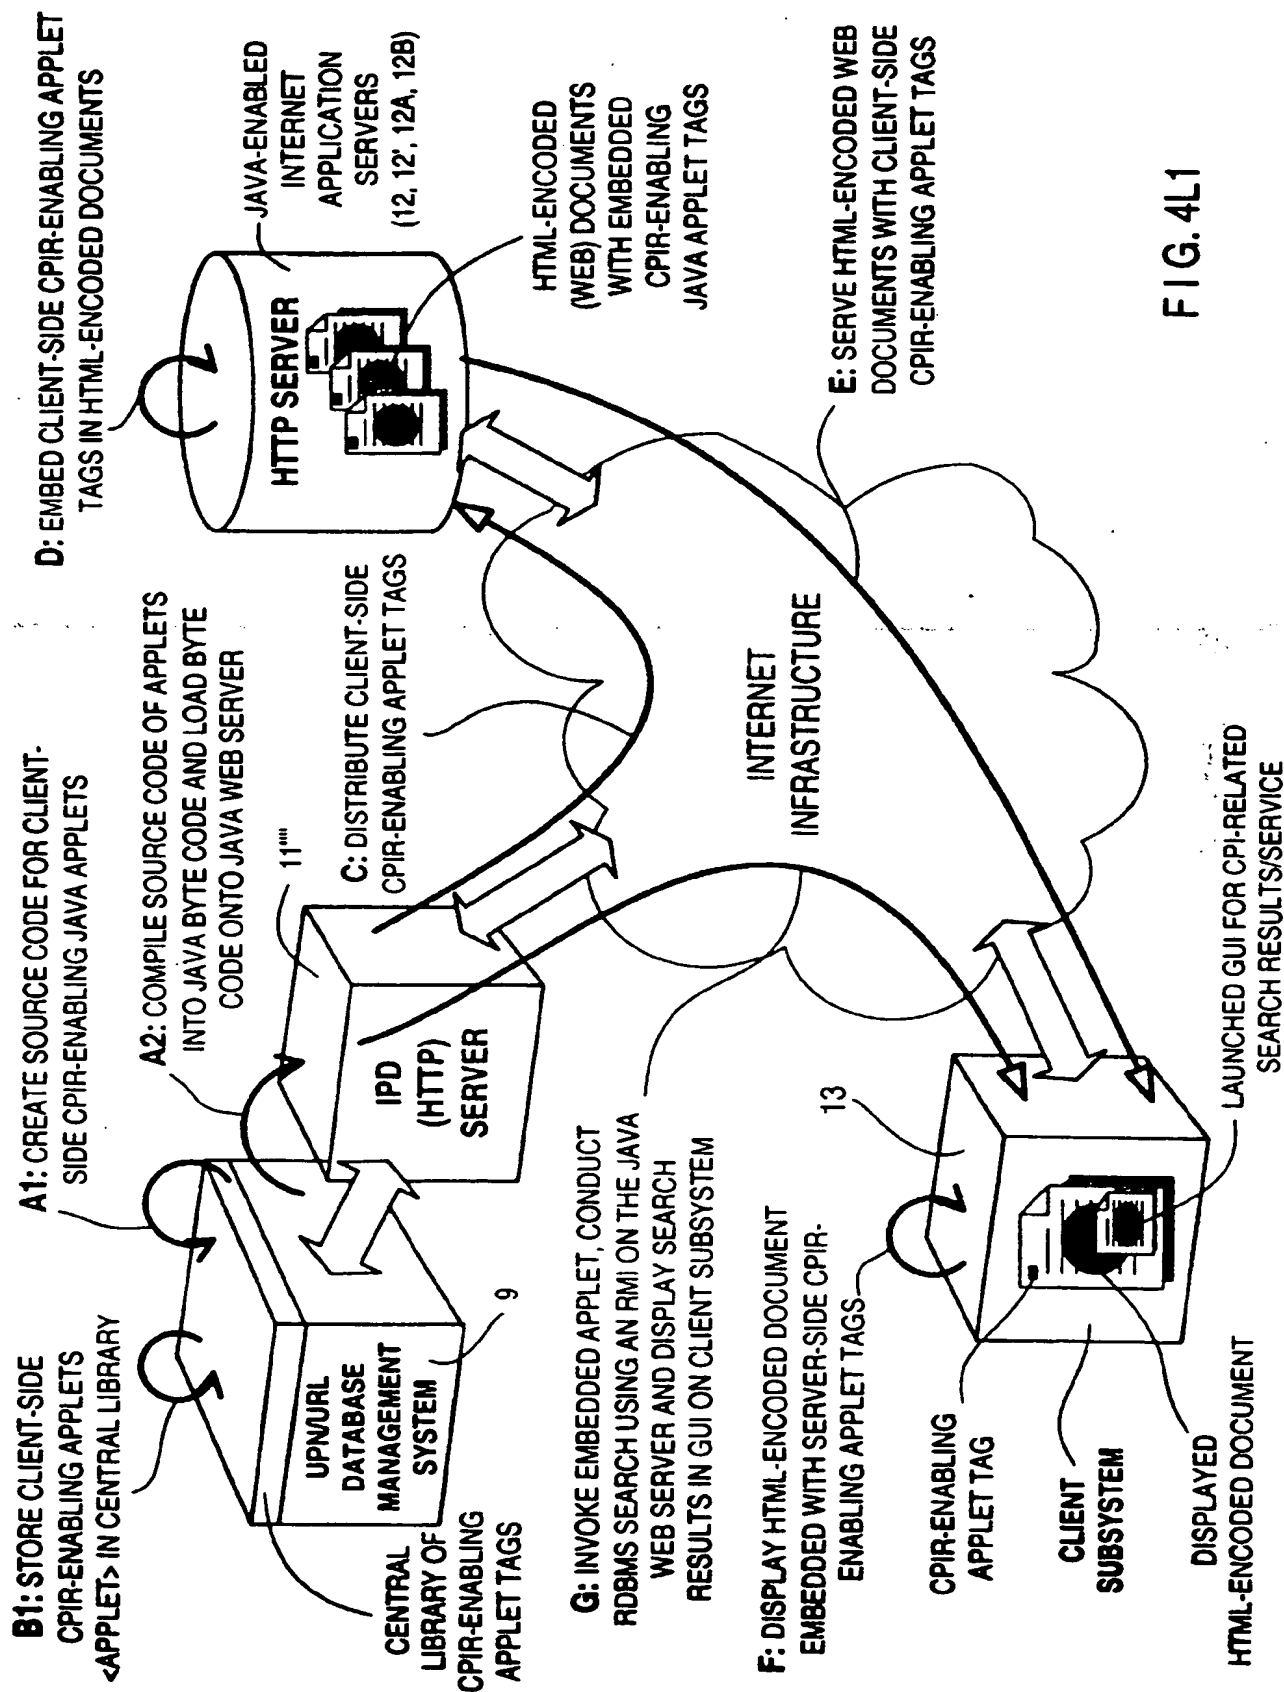 B1: STORE CLIENT-SIDE
CPIR-ENABLING APPLETS
<APPLET> IN CENTRAL LIBRARY
A1: CREATE SOURCE CODE FOR CLIENT-
SIDE CPIR-ENABLING JAVA APPLETS
A2: COMPILE SOURCE CODE OF APPLETS
INTO JAVA BYTE CODE AND LOAD BYTE
CODE ONTO JAVA WEB SERVER
D: EMBED CLIENT-SIDE CPIR-ENABLING APPLET
TAGS IN HTML-ENCODED DOCUMENTS
JAVA-ENABLED
INTERNET
APPLICATION
SERVERS
(12, 12', 12A, 12B)
HTTP SERVER
HTML-ENCODED
(WEB) DOCUMENTS
WITH EMBEDDED
CPIR-ENABLING
JAVA APPLET TAGS
11""'
C: DISTRIBUTE CLIENT-SIDE
CPIR-ENABLING APPLET TAGS
UPN/URL
DATABASE
MANAGEMENT
SYSTEM
9
IPD
(HTTP)
SERVER
CENTRAL
LIBRARY OF
CPIR-ENABLING
APPLET TAGS
G: INVOKE EMBEDDED APPLET, CONDUCT
RDBMS SEARCH USING AN RMI ON THE JAVA
WEB SERVER AND DISPLAY SEARCH
RESULTS IN GUI ON CLIENT SUBSYSTEM
INTERNET
INFRASTRUCTURE
E: SERVE HTML-ENCODED WEB
DOCUMENTS WITH CLIENT-SIDE
CPIR-ENABLING APPLET TAGS
F: DISPLAY HTML-ENCODED DOCUMENT
EMBEDDED WITH SERVER-SIDE CPIR-
ENABLING APPLET TAGS
13
CPIR-ENABLING
APPLET TAG
CLIENT
SUBSYSTEM
DISPLAYED
HTML-ENCODED DOCUMENT
LAUNCHED GUI FOR CPI-RELATED
SEARCH RESULTS/SERVICE
FIG. 4L1